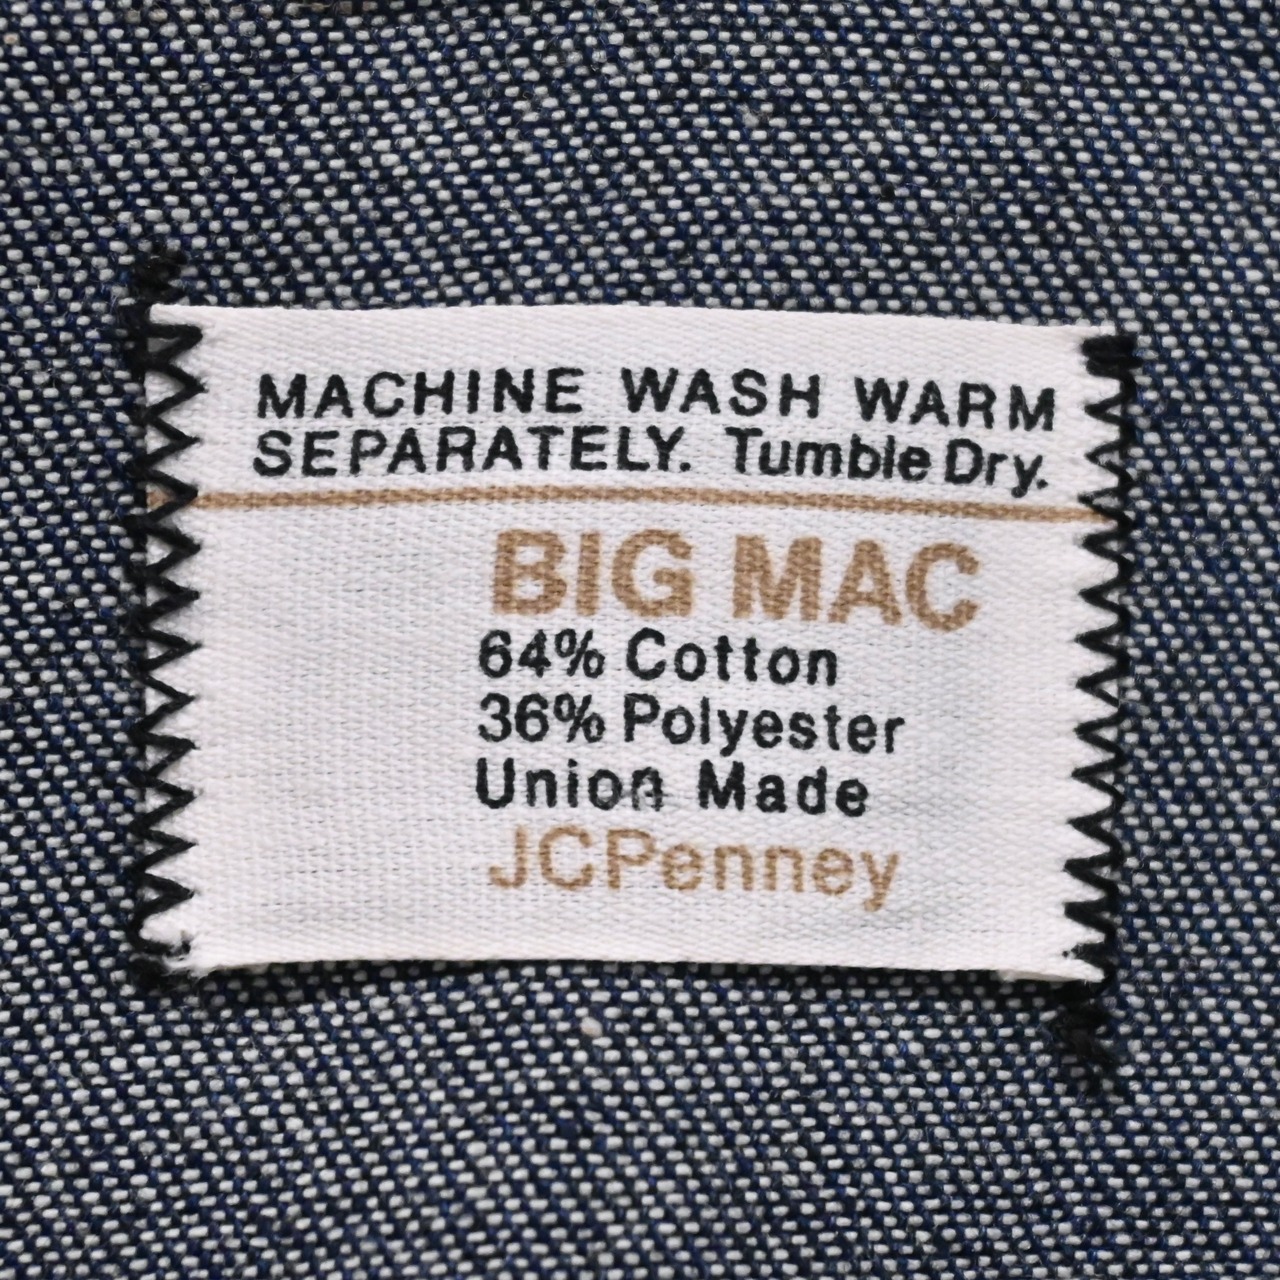 MACHINE WASH WARM
SEPARATELY. Tumble Dry.
BIG MAC
64% Cotton
36% Polyester
Union Made
JCPenney